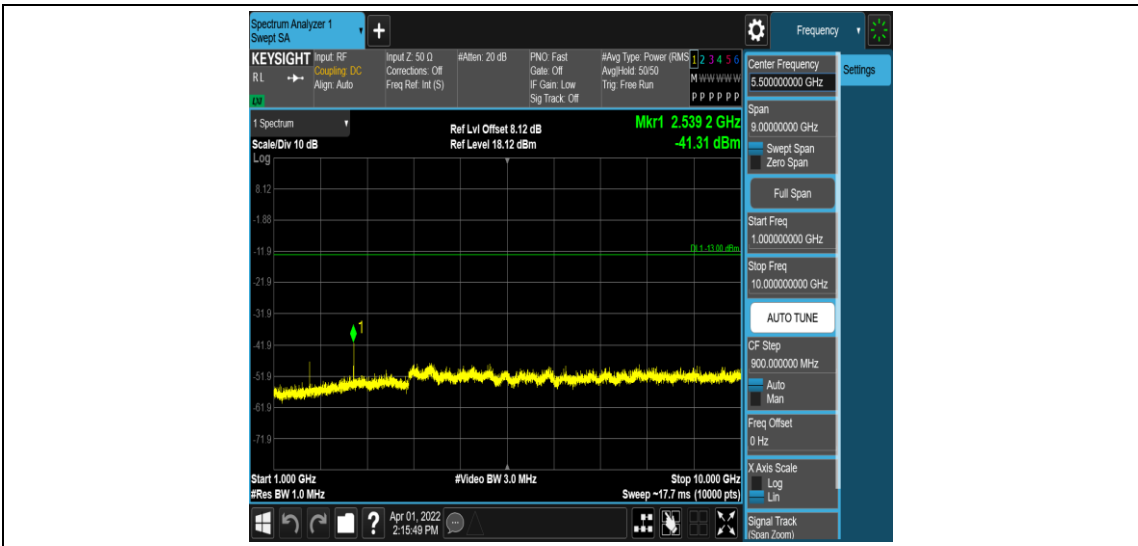 Spectrum Analyzer 1
Swept SA
Frequency
KEYSIGHT
RL
LXI
Input: RF
Coupling: DC
Align: Auto
Input Z: 50 Ω
Corrections: Off
Freq Ref: Int (S)
#Atten: 20 dB
PNO: Fast
Gate: Off
IF Gain: Low
Sig Track: Off
#Avg Type: Power (RMS
Avg|Hold: 50/50
Trig: Free Run
1 2 3 4 5 6
M W W W W W
P P P P P P
Center Frequency
5.500000000 GHz
Settings
Span
9.00000000 GHz
Swept Span
Zero Span
Full Span
Start Freq
1.000000000 GHz
Stop Freq
10.000000000 GHz
AUTO TUNE
CF Step
900.000000 MHz
Auto
Man
Freq Offset
0 Hz
X Axis Scale
Log
Lin
Signal Track
(Span Zoom)
1 Spectrum
Scale/Div 10 dB
Log
Ref Lvl Offset 8.12 dB
Ref Level 18.12 dBm
Mkr1 2.539 2 GHz
-41.31 dBm
8.12
-1.88
-11.9
DL1 -13.00 dBm
-21.9
-31.9
1
-41.9
-51.9
-61.9
-71.9
Start 1.000 GHz
#Video BW 3.0 MHz
Stop 10.000 GHz
#Res BW 1.0 MHz
Sweep ~17.7 ms (10000 pts)
?
Apr 01, 2022
2:15:49 PM